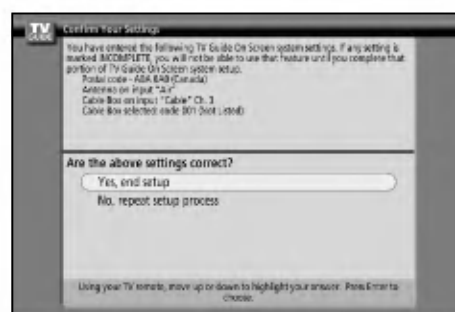 TV
GUIDE
Confirm Your Settings
You have entered the following TV Guide On Screen system settings. If any setting is
marked INCOMPLETE, you will not be able to use that feature until you complete that
portion of TV Guide On Screen system setup.
Postal code - A0A 0A0 (Canada)
Antenna on input "Air"
Cable Box on input "Cable" Ch. 3
Cable Box selected: code 001 (Not Listed)
Are the above settings correct?
Yes, end setup
No, repeat setup process
Using your TV remote, move up or down to highlight your answer. Press Enter to
choose.